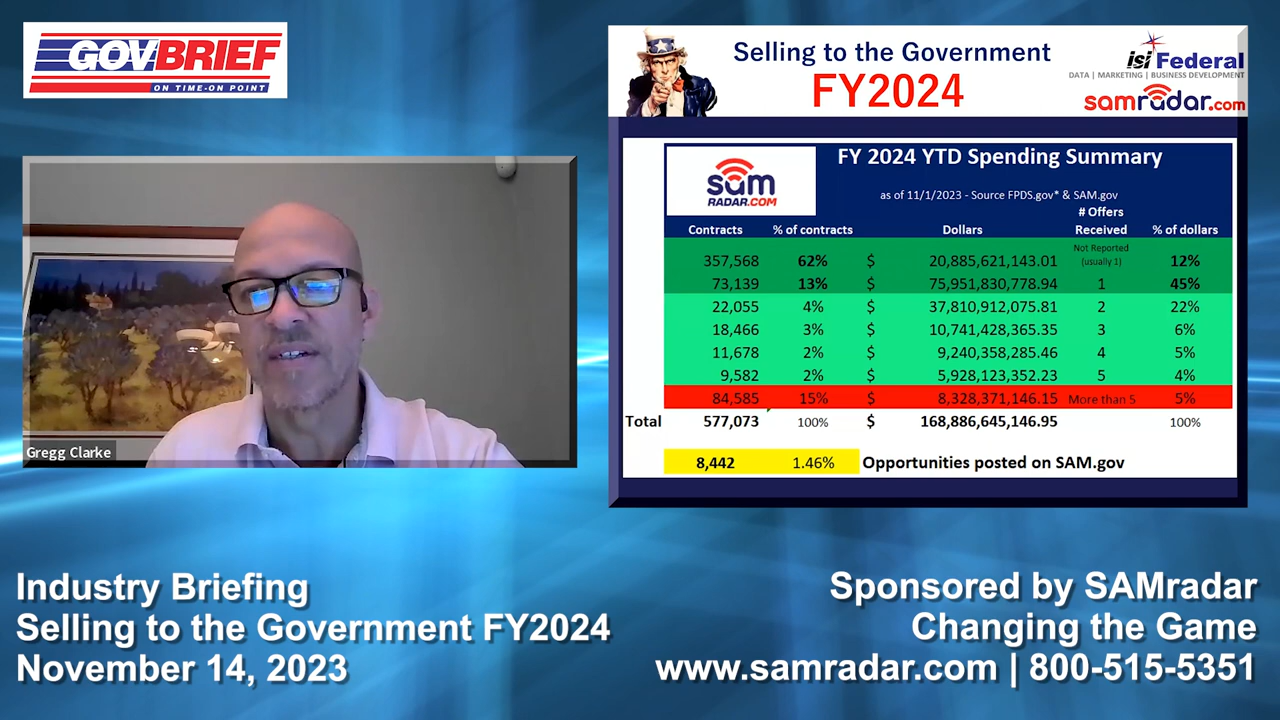 GOVBRIEF
ON TIME-ON POINT
Gregg Clarke
Selling to the Government
FY2024
isi Federal
DATA | MARKETING | BUSINESS DEVELOPMENT
samradar.com
sam
RADAR.COM
FY 2024 YTD Spending Summary
as of 11/1/2023 - Source FPDS.gov* & SAM.gov
Contracts % of contracts Dollars # Offers Received % of dollars
357,568 62% $ 20,885,621,143.01 Not Reported (usually 1) 12%
73,139 13% $ 75,951,830,778.94 1 45%
22,055 4% $ 37,810,912,075.81 2 22%
18,466 3% $ 10,741,428,365.35 3 6%
11,678 2% $ 9,240,358,285.46 4 5%
9,582 2% $ 5,928,123,352.23 5 4%
84,585 15% $ 8,328,371,146.15 More than 5 5%
Total 577,073 100% $ 168,886,645,146.95 100%
8,442 1.46% Opportunities posted on SAM.gov
Industry Briefing
Selling to the Government FY2024
November 14, 2023
Sponsored by SAMradar
Changing the Game
www.samradar.com | 800-515-5351